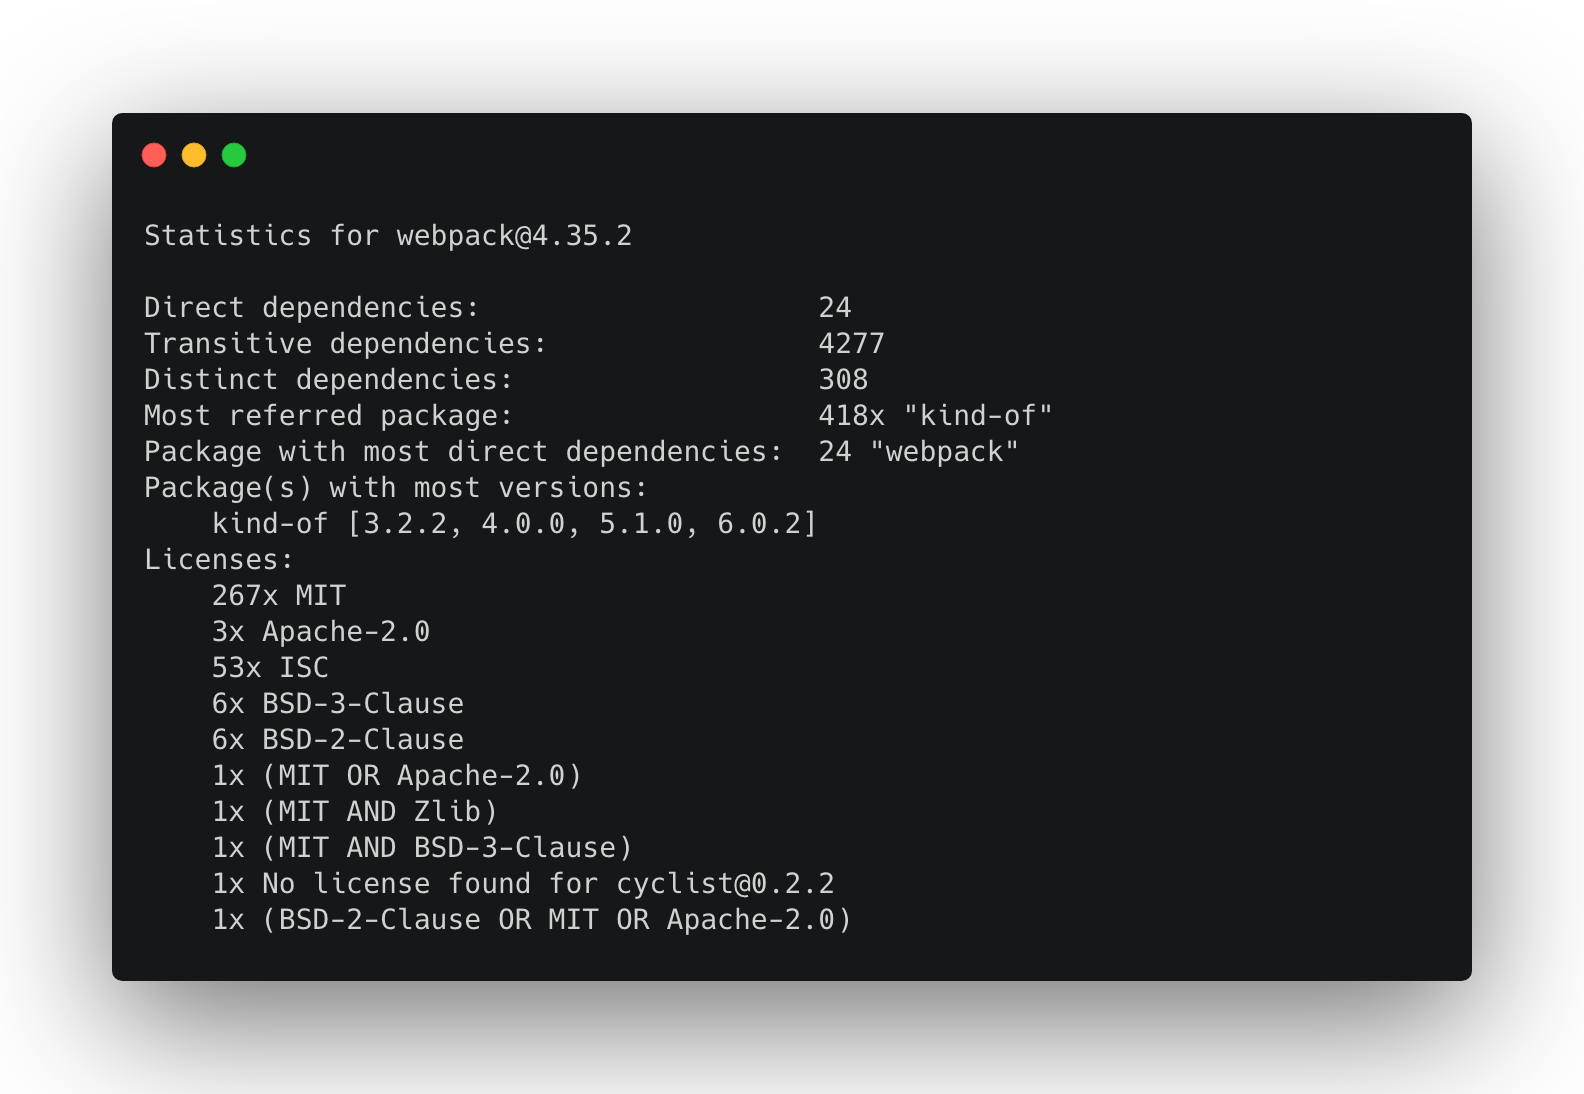 Statistics for webpack@4.35.2
Direct dependencies: 24
Transitive dependencies: 4277
Distinct dependencies: 308
Most referred package: 418x "kind-of"
Package with most direct dependencies: 24 "webpack"
Package(s) with most versions:
kind-of [3.2.2, 4.0.0, 5.1.0, 6.0.2]
Licenses:
267x MIT
3x Apache-2.0
53x ISC
6x BSD-3-Clause
6x BSD-2-Clause
1x (MIT OR Apache-2.0)
1x (MIT AND Zlib)
1x (MIT AND BSD-3-Clause)
1x No license found for cyclist@0.2.2
1x (BSD-2-Clause OR MIT OR Apache-2.0)